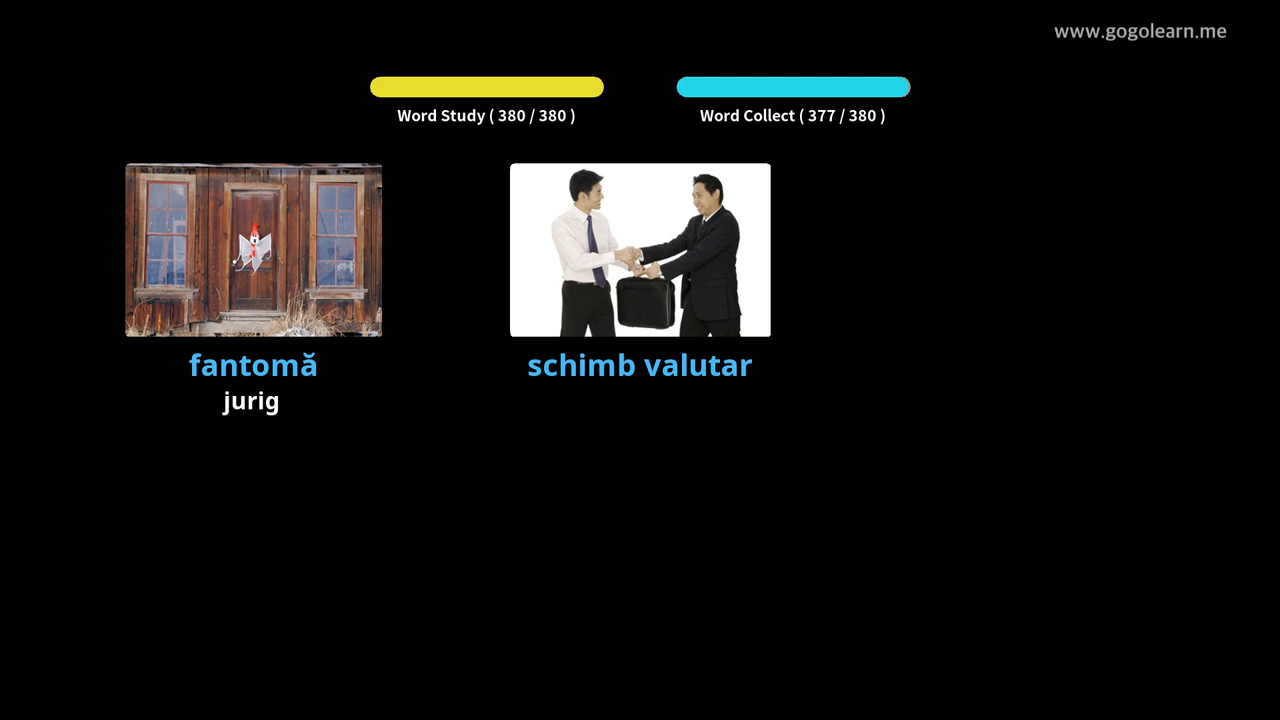 www.gogolearn.me
Word Study ( 380 / 380 )
Word Collect ( 377 / 380 )
fantomă
jurig
schimb valutar